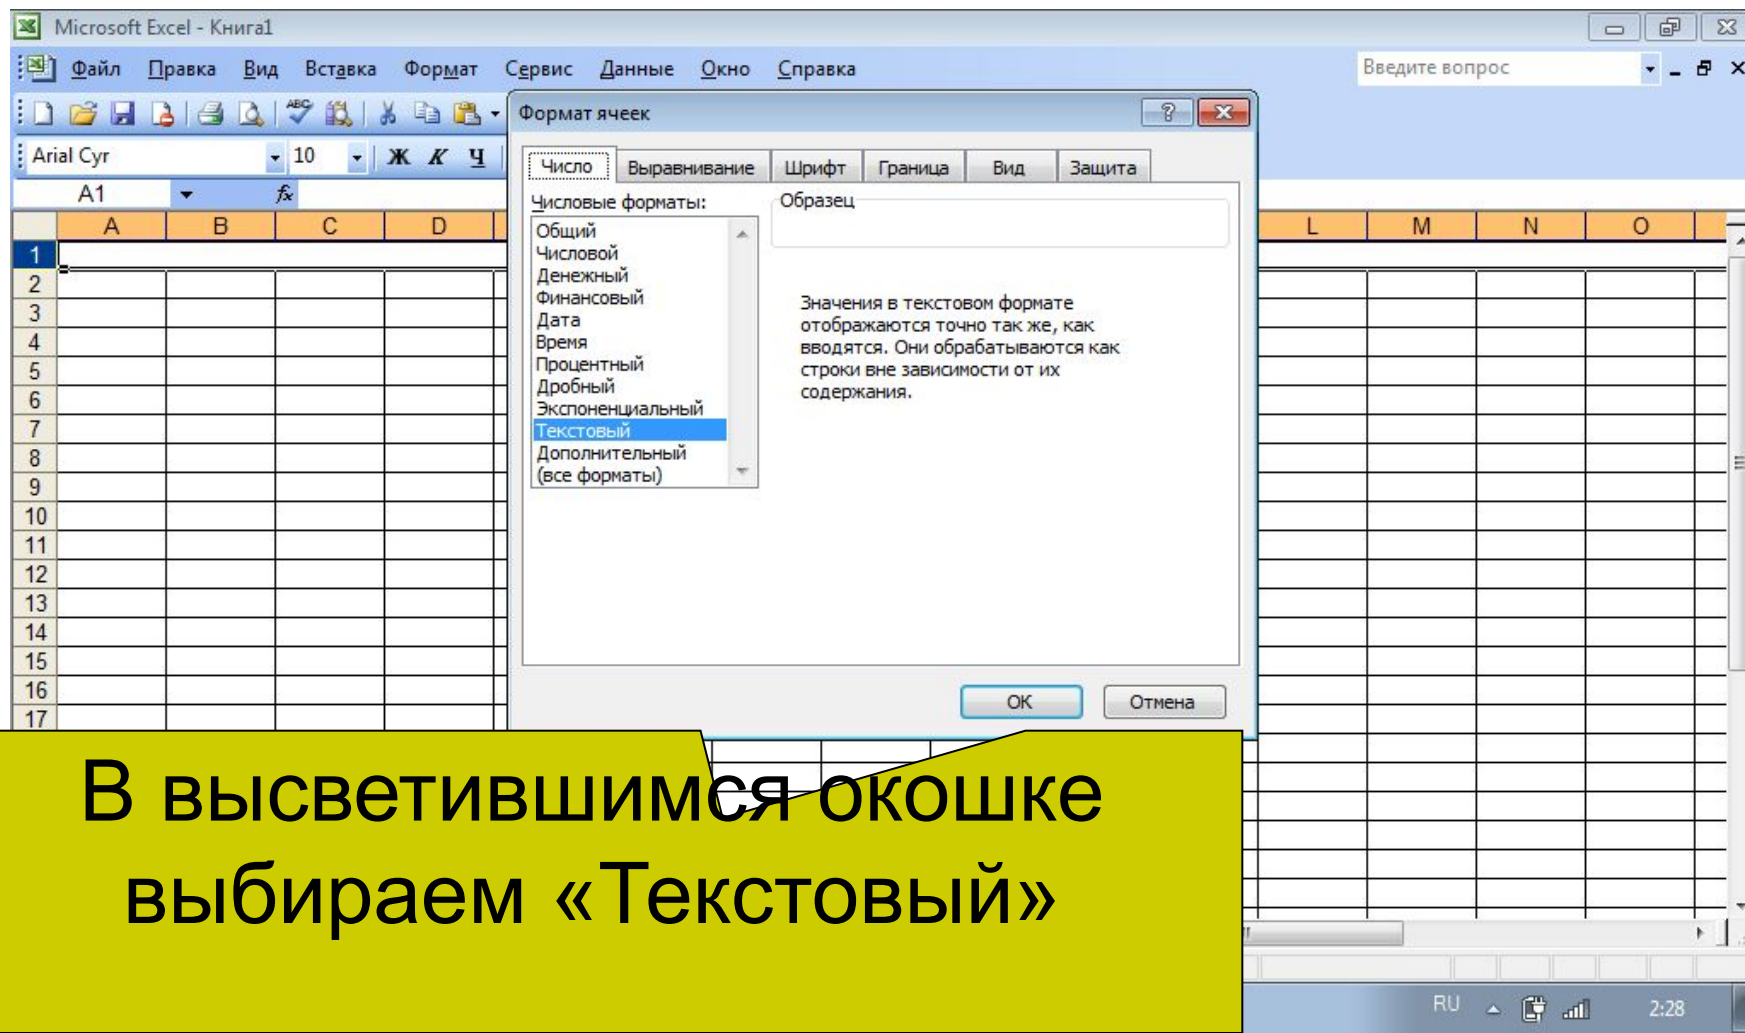 Microsoft Excel - Книга1
Файл Правка Вид Вставка Формат Сервис Данные Окно Справка Введите вопрос
Формат ячеек
Arial Cyr 10 Ж К Ч
Число Выравнивание Шрифт Граница Вид Защита
A1 fx
Числовые форматы: Образец
A B C D L M N O
Общий
Числовой
Денежный
Финансовый
Дата
Время
Процентный
Дробный
Экспоненциальный
Текстовый
Дополнительный
(все форматы)
Значения в текстовом формате
отображаются точно так же, как
вводятся. Они обрабатываются как
строки вне зависимости от их
содержания.
1
2
3
4
5
6
7
8
9
10
11
12
13
14
15
16
17
ОК Отмена
В высветившимся окошке
выбираем «Текстовый»
RU 2:28